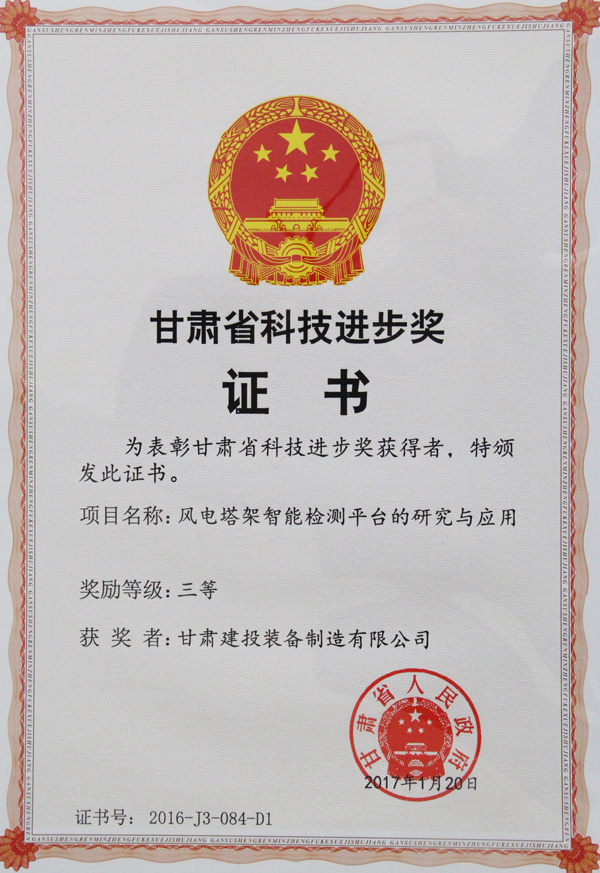 GANSUSHENGRENMINZHENGFUKEXUEJISHUJIANG GANSUSHENGRENMINZHENGFUKEXUEJISHUJIANG
甘肃省科技进步奖
证 书
为表彰甘肃省科技进步奖获得者，特颁
发此证书。
项目名称：风电塔架智能检测平台的研究与应用
奖励等级：三等
获 奖 者：甘肃建投装备制造有限公司
甘肃省人民政府
2017年1月20日
证书号： 2016-J3-084-D1